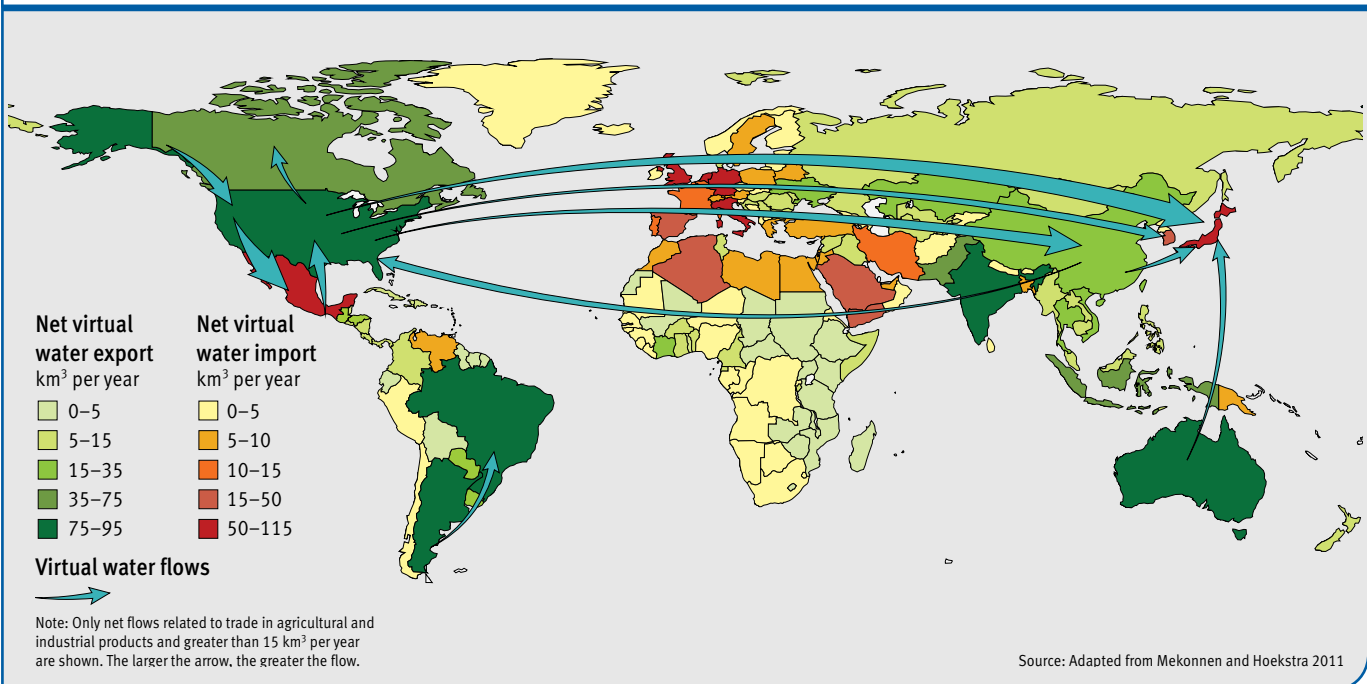 Net virtual
water export
km³ per year
0–5
5–15
15–35
35–75
75–95
Net virtual
water import
km³ per year
0–5
5–10
10–15
15–50
50–115
Virtual water flows
Note: Only net flows related to trade in agricultural and
industrial products and greater than 15 km³ per year
are shown. The larger the arrow, the greater the flow.
Source: Adapted from Mekonnen and Hoekstra 2011